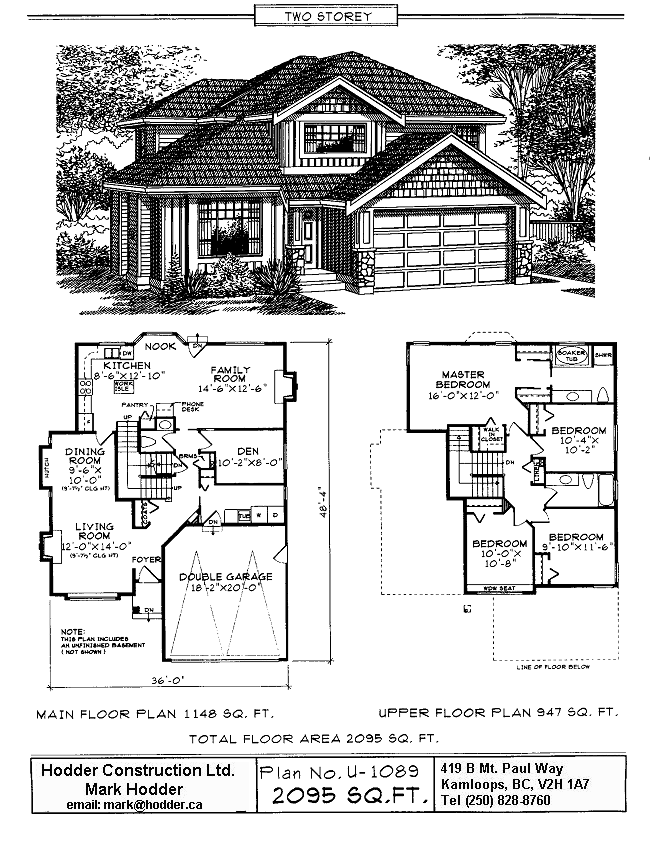 TWO STOREY
NOOK
DN
DW
KITCHEN
8'-6"X12'-10"
WORK
ISLE
FAMILY
ROOM
14'-6"X12'-6"
PANTRY
PHONE
DESK
UP
DINING
ROOM
9'-6"X
10'-0"
(9'-7½" CLG HT)
HUTCH
DN
BRMS
DEN
10'-2"X8'-0"
UP
LIVING
ROOM
12'-0"X14'-0"
(9'-7½" CLG HT)
DN
TUB
D
FOYER
DN
DOUBLE GARAGE
18'-2"X20'-0"
48'-4"
NOTE:
THIS PLAN INCLUDES
AN UNFINISHED BASEMENT
( NOT SHOWN )
36'-0"
MASTER
BEDROOM
16'-0"X12'-0"
SOAKER
TUB
SHWR
WALK
IN
CLOSET
BEDROOM
10'-4"X
10'-2"
DN
LINEN
BEDROOM
10'-0"X
10'-8"
BEDROOM
9'-10"X11'-6"
WDW SEAT
LINE OF FLOOR BELOW
MAIN FLOOR PLAN 1148 SQ. FT.
UPPER FLOOR PLAN 947 SQ. FT.
TOTAL FLOOR AREA 2095 SQ. FT.
Hodder Construction Ltd.
Mark Hodder
email: mark@hodder.ca
Plan No. U-1089
2095 SQ.FT.
419 B Mt. Paul Way
Kamloops, BC, V2H 1A7
Tel (250) 828-8760